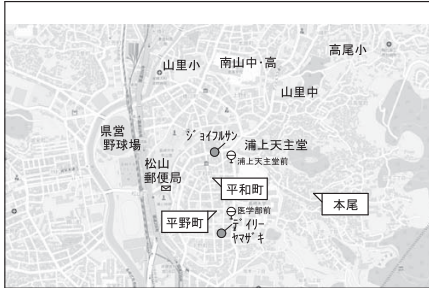 高尾小
山里小
南山中・高
山里中
県営
野球場
ジョイフルサン
浦上天主堂
浦上天主堂前
松山
郵便局
平和町
本尾
平野町
医学部前
デイリー
ヤマザキ